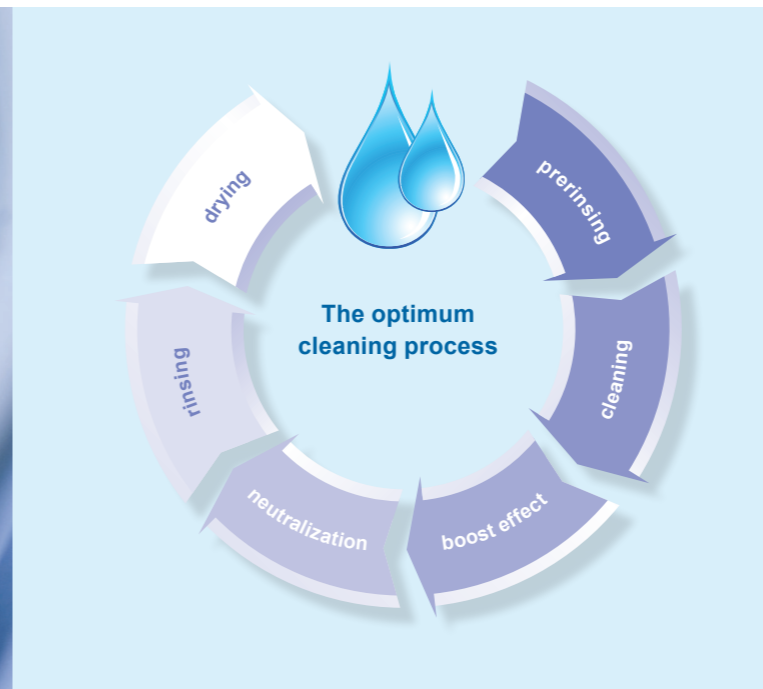 The optimum
cleaning process
prerinsing
cleaning
boost effect
neutralization
rinsing
drying